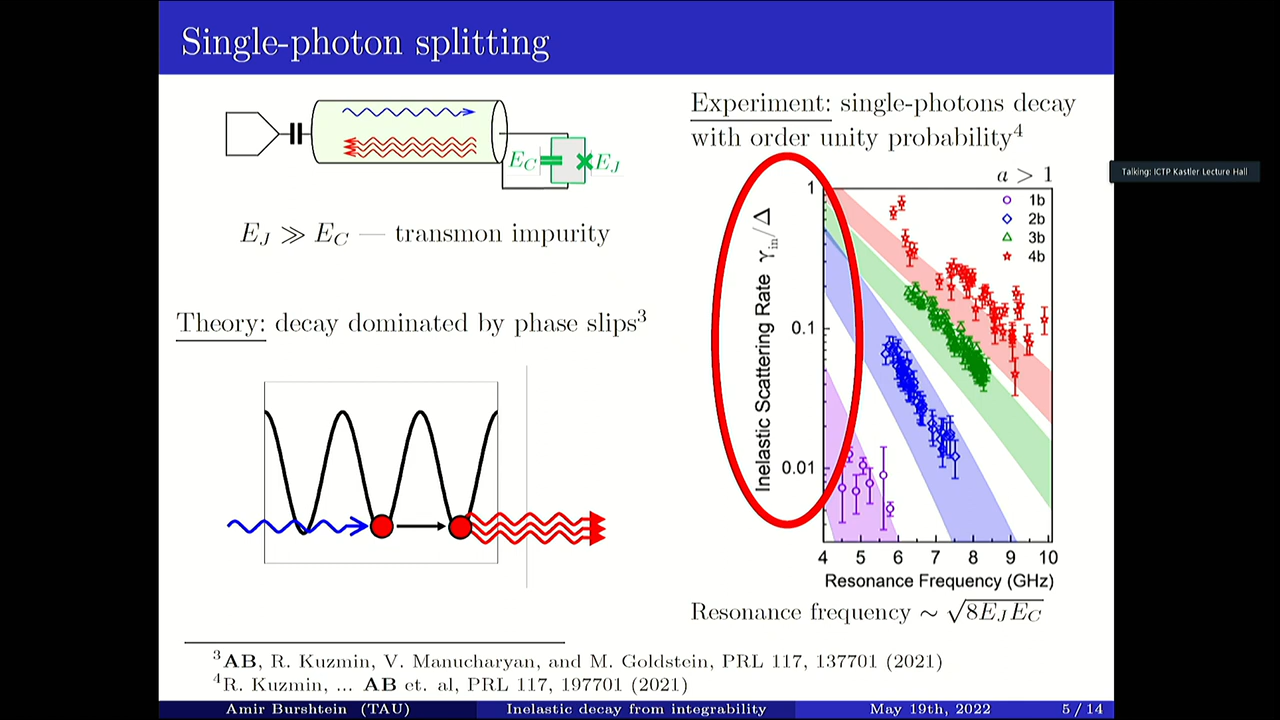 Single-photon splitting
E_C
E_J
E_J ≫ E_C — transmon impurity
Theory: decay dominated by phase slips³
Experiment: single-photons decay
with order unity probability⁴
a > 1
Talking: ICTP Kastler Lecture Hall
1
0.1
0.01
Inelastic Scattering Rate γ_in/Δ
1b
2b
3b
4b
4 5 6 7 8 9 10
Resonance Frequency (GHz)
Resonance frequency ∼ √8E_JE_C
³AB, R. Kuzmin, V. Manucharyan, and M. Goldstein, PRL 117, 137701 (2021)
⁴R. Kuzmin, ... AB et. al, PRL 117, 197701 (2021)
Amir Burshtein (TAU) Inelastic decay from integrability May 19th, 2022 5 / 14